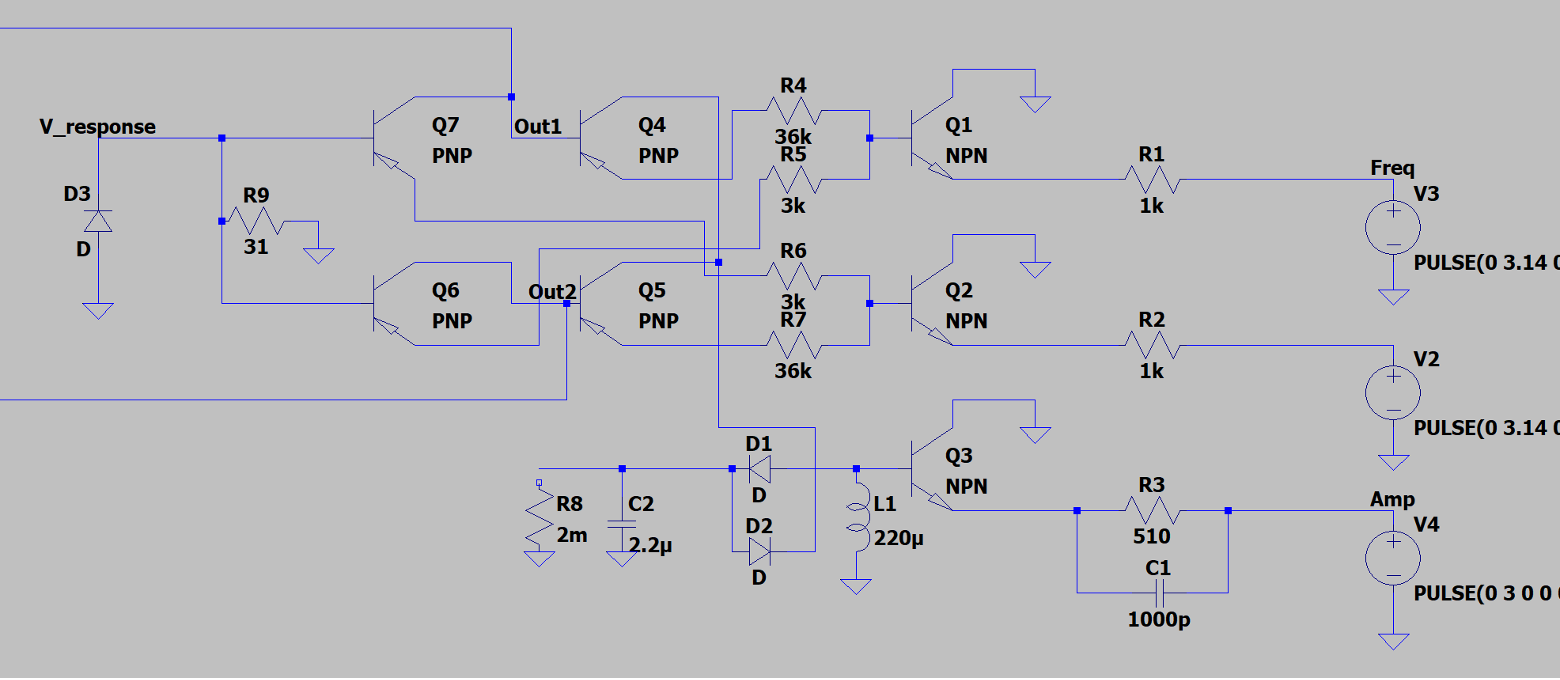 V_response
D3
D
R9
31
Q7
PNP
Out1
Q4
PNP
R4
36k
R5
3k
Q1
NPN
R1
1k
Freq
V3
PULSE(0 3.14 0
Q6
PNP
Out2
Q5
PNP
R6
3k
R7
36k
Q2
NPN
R2
1k
V2
PULSE(0 3.14 0
R8
2m
C2
2.2µ
D1
D
D2
D
L1
220µ
Q3
NPN
R3
510
C1
1000p
Amp
V4
PULSE(0 3 0 0 0